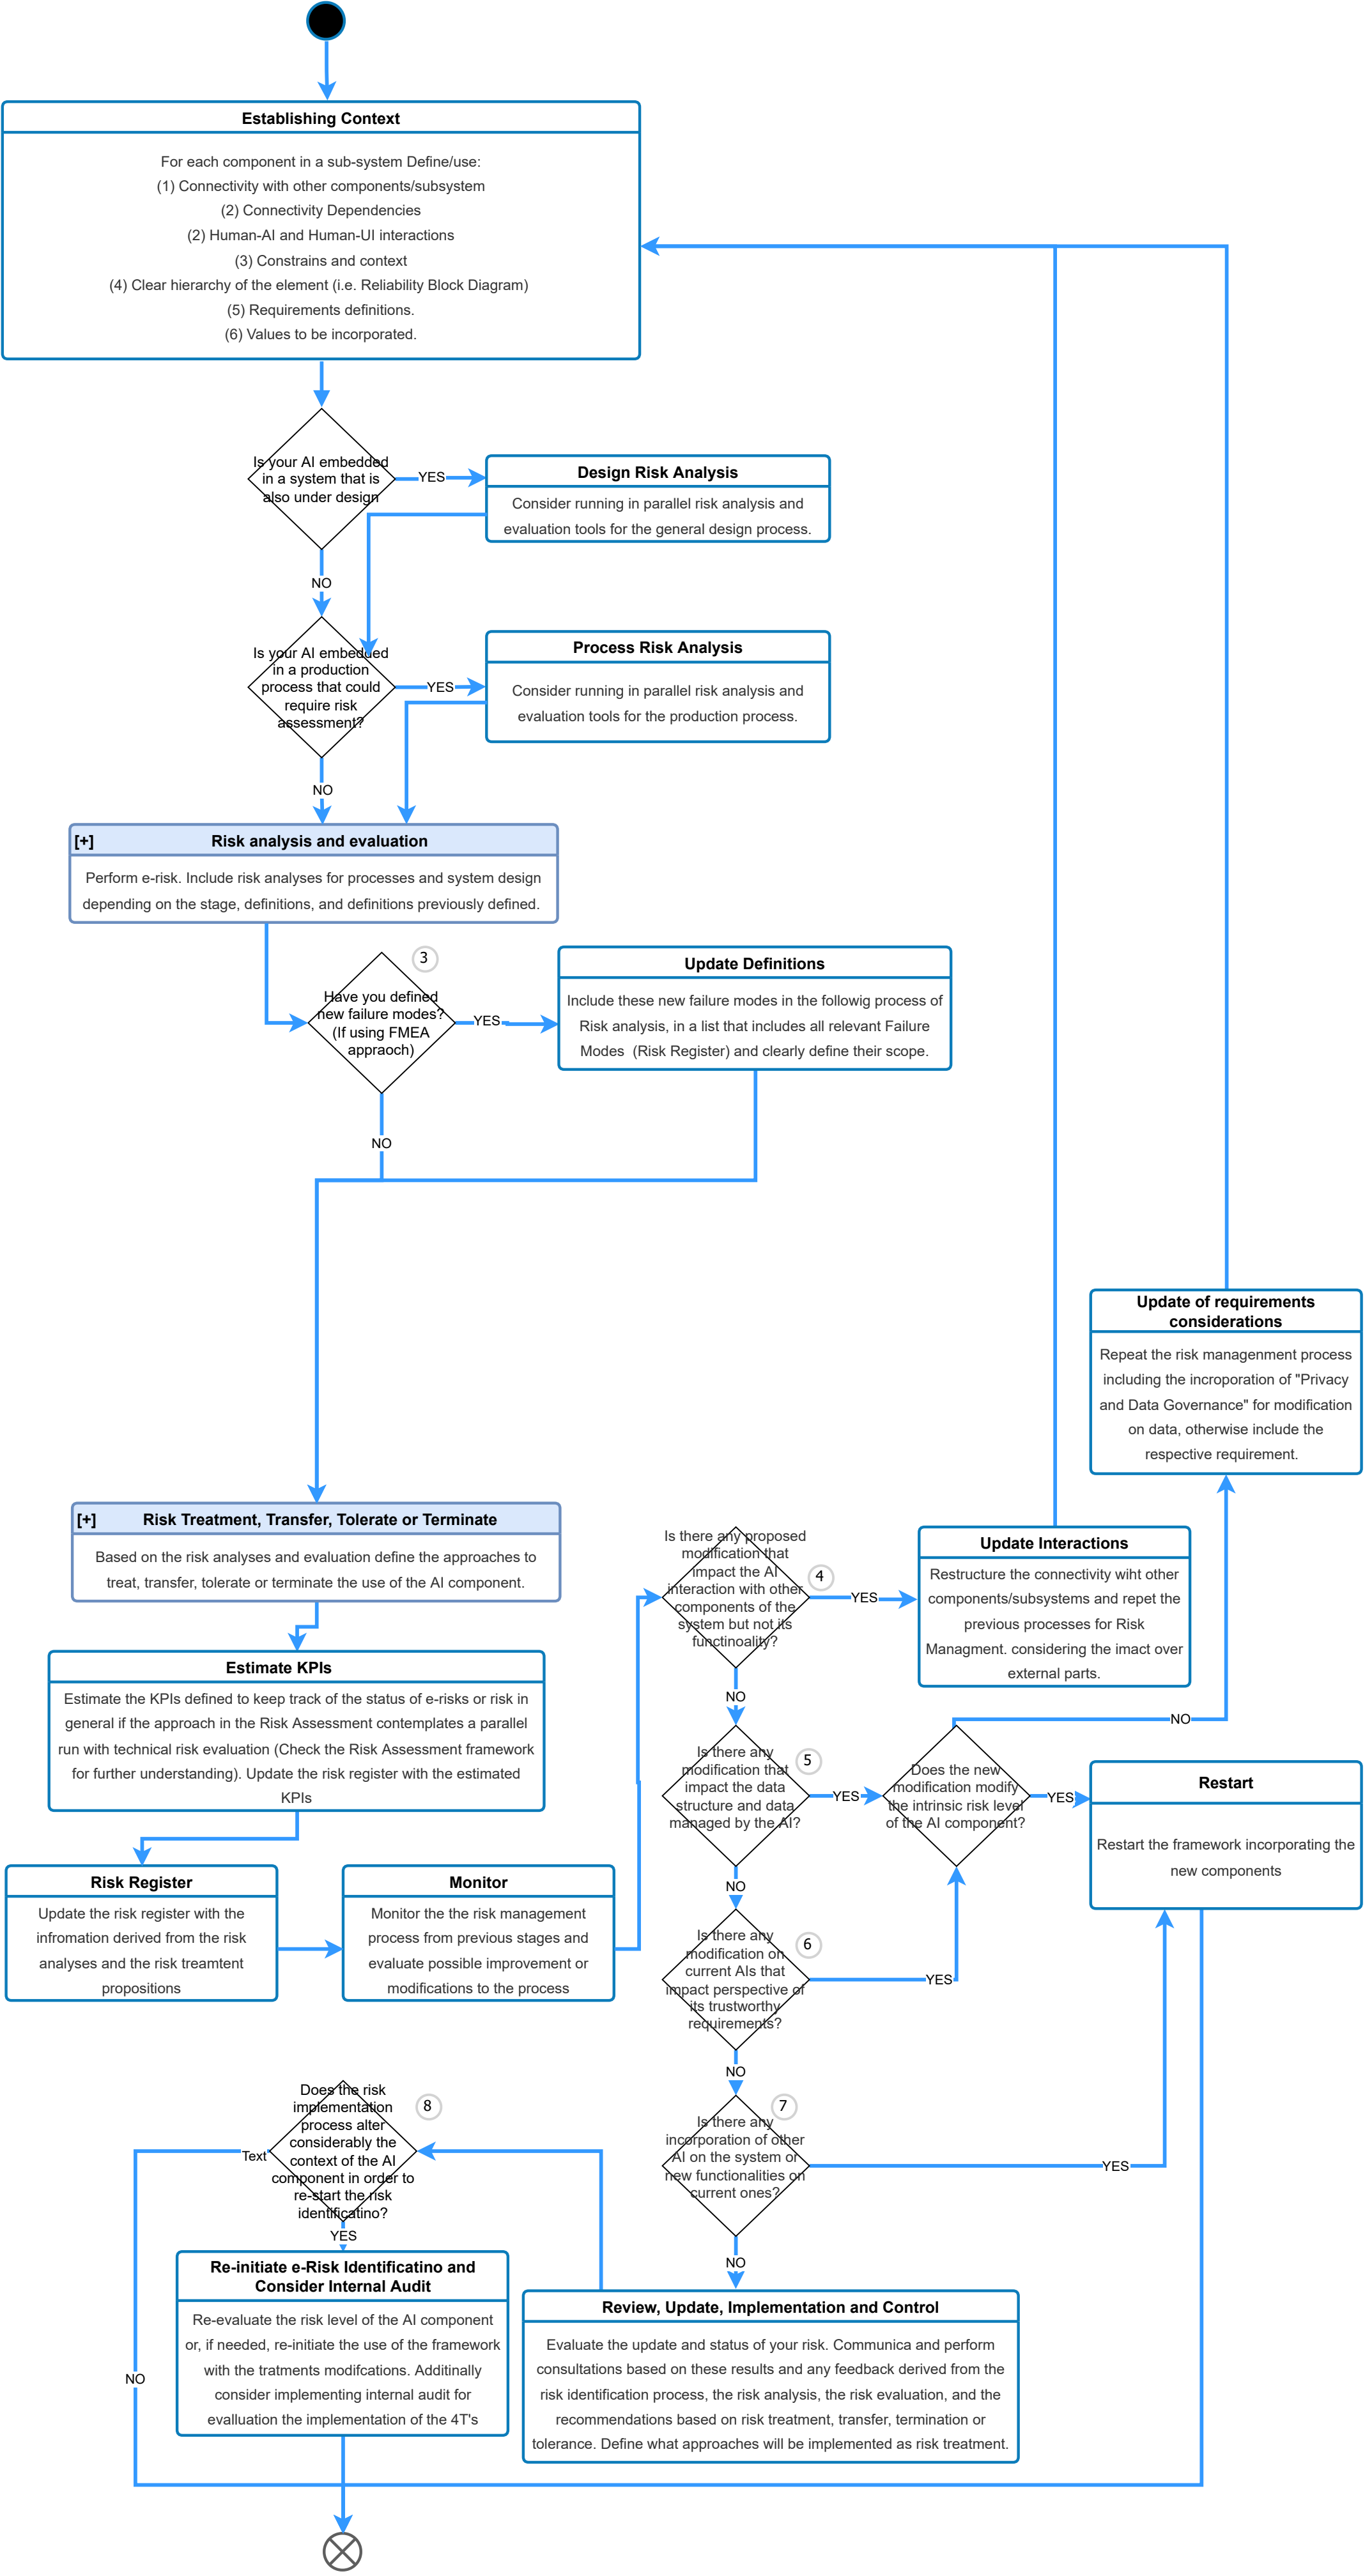 Establishing Context
For each component in a sub-system Define/use:
(1) Connectivity with other components/subsystem
(2) Connectivity Dependencies
(2) Human-AI and Human-UI interactions
(3) Constrains and context
(4) Clear hierarchy of the element (i.e. Reliability Block Diagram)
(5) Requirements definitions.
(6) Values to be incorporated.
Is your AI embedded
in a system that is
also under design
YES
Design Risk Analysis
Consider running in parallel risk analysis and
evaluation tools for the general design process.
NO
Is your AI embedded
in a production
process that could
require risk
assessment?
YES
Process Risk Analysis
Consider running in parallel risk analysis and
evaluation tools for the production process.
NO
[+]
Risk analysis and evaluation
Perform e-risk. Include risk analyses for processes and system design
depending on the stage, definitions, and definitions previously defined.
3
Have you defined
new failure modes?
(If using FMEA
appraoch)
YES
Update Definitions
Include these new failure modes in the followig process of
Risk analysis, in a list that includes all relevant Failure
Modes (Risk Register) and clearly define their scope.
NO
Update of requirements
considerations
Repeat the risk managenment process
including the incroporation of "Privacy
and Data Governance" for modification
on data, otherwise include the
respective requirement.
[+]
Risk Treatment, Transfer, Tolerate or Terminate
Based on the risk analyses and evaluation define the approaches to
treat, transfer, tolerate or terminate the use of the AI component.
Is there any proposed
modification that
impact the AI
interaction with other
components of the
system but not its
functinoality?
4
YES
Update Interactions
Restructure the connectivity wiht other
components/subsystems and repet the
previous processes for Risk
Managment. considering the imact over
external parts.
Estimate KPIs
Estimate the KPIs defined to keep track of the status of e-risks or risk in
general if the approach in the Risk Assessment contemplates a parallel
run with technical risk evaluation (Check the Risk Assessment framework
for further understanding). Update the risk register with the estimated
KPIs
NO
NO
Is there any
modification that
impact the data
structure and data
managed by the AI?
5
YES
Does the new
modification modify
the intrinsic risk level
of the AI component?
YES
Restart
Restart the framework incorporating the
new components
Risk Register
Update the risk register with the
infromation derived from the risk
analyses and the risk treamtent
propositions
Monitor
Monitor the the risk management
process from previous stages and
evaluate possible improvement or
modifications to the process
NO
Is there any
modification on
current AIs that
impact perspective of
its trustworthy
requirements?
6
YES
NO
Does the risk
implementation
process alter
considerably the
context of the AI
component in order to
re-start the risk
identificatino?
8
Text
Is there any
incorporation of other
AI on the system or
new functionalities on
current ones?
7
YES
YES
NO
Re-initiate e-Risk Identificatino and
Consider Internal Audit
Re-evaluate the risk level of the AI component
or, if needed, re-initiate the use of the framework
with the tratments modifcations. Additinally
consider implementing internal audit for
evalluation the implementation of the 4T's
NO
Review, Update, Implementation and Control
Evaluate the update and status of your risk. Communica and perform
consultations based on these results and any feedback derived from the
risk identification process, the risk analysis, the risk evaluation, and the
recommendations based on risk treatment, transfer, termination or
tolerance. Define what approaches will be implemented as risk treatment.